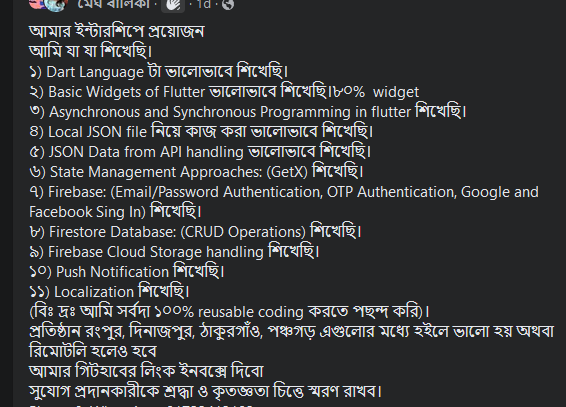 মেঘ বালিকা · 1d ·
আমার ইন্টারশিপে প্রয়োজন
আমি যা যা শিখেছি।
১) Dart Language টা ভালোভাবে শিখেছি।
২) Basic Widgets of Flutter ভালোভাবে শিখেছি।৮০% widget
৩) Asynchronous and Synchronous Programming in flutter শিখেছি।
৪) Local JSON file নিয়ে কাজ করা ভালোভাবে শিখেছি।
৫) JSON Data from API handling ভালোভাবে শিখেছি।
৬) State Management Approaches: (GetX) শিখেছি।
৭) Firebase: (Email/Password Authentication, OTP Authentication, Google and
Facebook Sing In) শিখেছি।
৮) Firestore Database: (CRUD Operations) শিখেছি।
৯) Firebase Cloud Storage handling শিখেছি।
১০) Push Notification শিখেছি।
১১) Localization শিখেছি।
(বিঃ দ্রঃ আমি সর্বদা ১০০% reusable coding করতে পছন্দ করি)।
প্রতিষ্ঠান রংপুর, দিনাজপুর, ঠাকুরগাঁও, পঞ্চগড় এগুলোর মধ্যে হইলে ভালো হয় অথবা
রিমোটলি হলেও হবে
আমার গিটহাবের লিংক ইনবক্সে দিবো
সুযোগ প্রদানকারীকে শ্রদ্ধা ও কৃতজ্ঞতা চিত্তে স্মরণ রাখব।